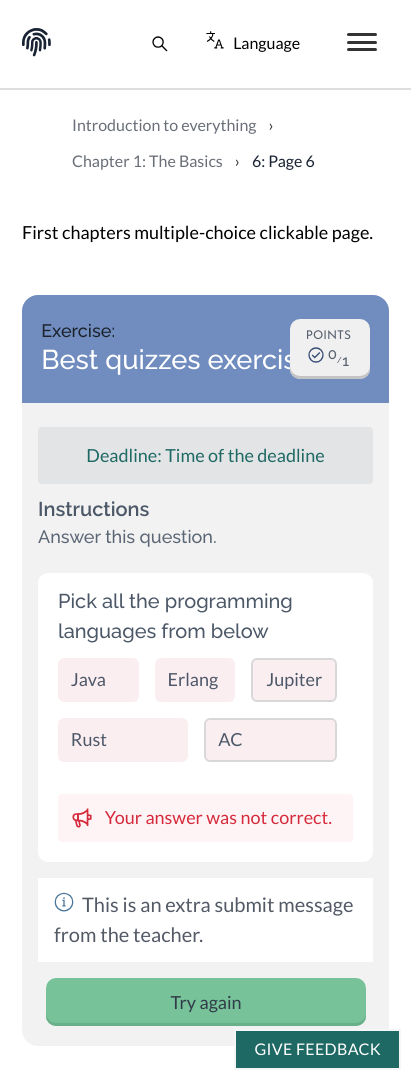 Language
Introduction to everything ›
Chapter 1: The Basics › 6: Page 6
First chapters multiple-choice clickable page.
Exercise:
Best quizzes exercis
POINTS
0/1
Deadline: Time of the deadline
Instructions
Answer this question.
Pick all the programming
languages from below
Java
Erlang
Jupiter
Rust
AC
Your answer was not correct.
This is an extra submit message
from the teacher.
Try again
GIVE FEEDBACK